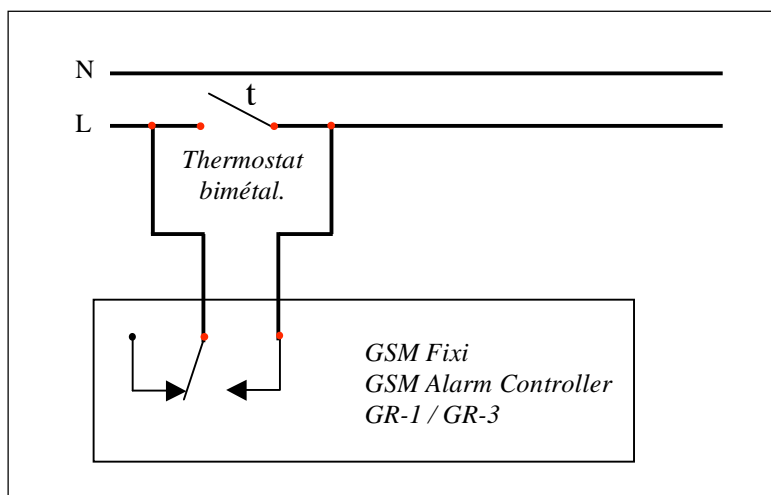 N
t
L
Thermostat
bimétal.
GSM Fixi
GSM Alarm Controller
GR-1 / GR-3